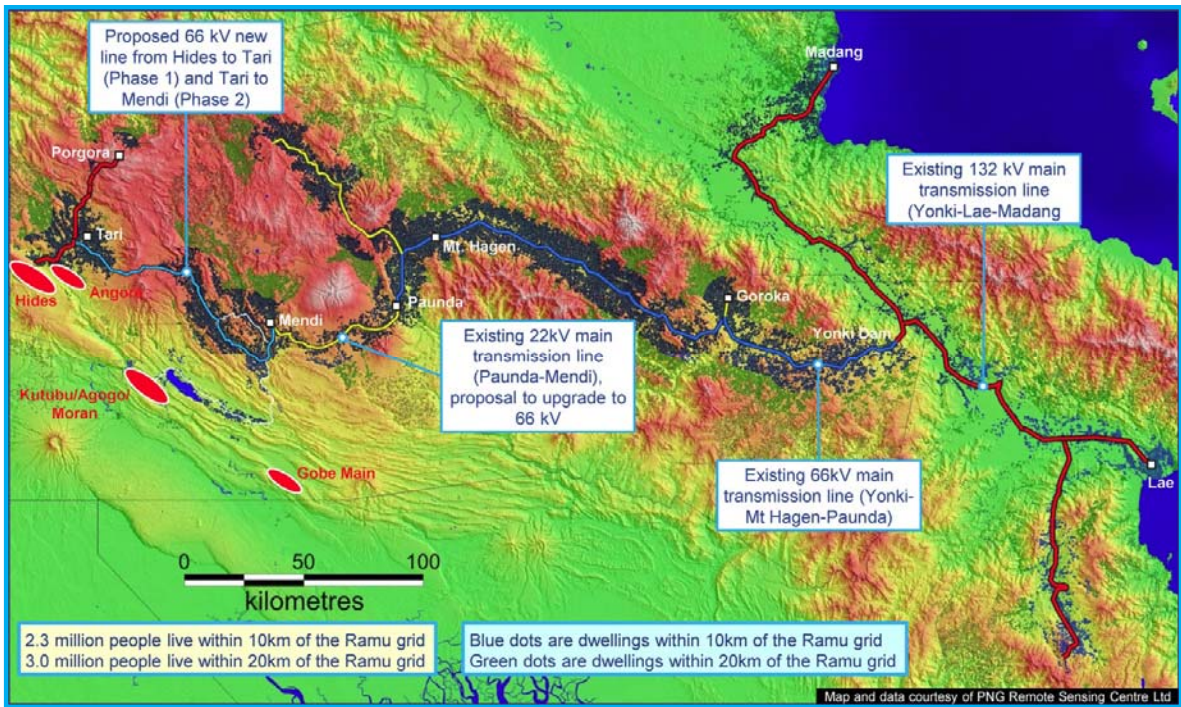 Proposed 66 kV new
line from Hides to Tari
(Phase 1) and Tari to
Mendi (Phase 2)
Madang
Porgora
Existing 132 kV main
transmission line
(Yonki-Lae-Madang
Tari
Mt. Hagen
Hides
Angore
Paunda
Goroka
Mendi
Yonki Dam
Existing 22kV main
transmission line
(Paunda-Mendi),
proposal to upgrade to
66 kV
Kutubu/Agogo/
Moran
Gobe Main
Existing 66kV main
transmission line (Yonki-
Mt Hagen-Paunda)
Lae
0 50 100
kilometres
2.3 million people live within 10km of the Ramu grid
3.0 million people live within 20km of the Ramu grid
Blue dots are dwellings within 10km of the Ramu grid
Green dots are dwellings within 20km of the Ramu grid
Map and data courtesy of PNG Remote Sensing Centre Ltd